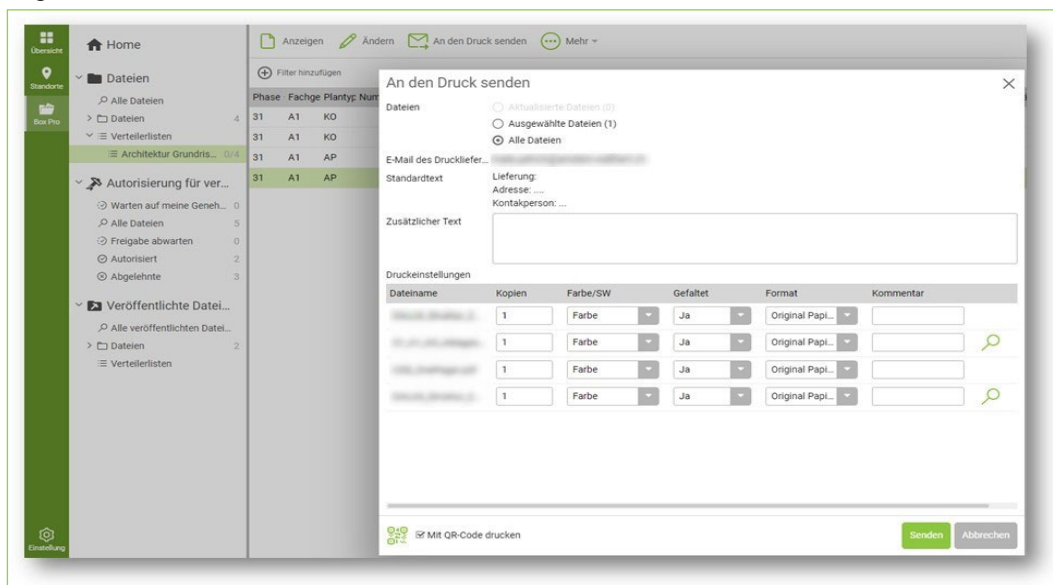 Übersicht
Standorte
Box Pro
Einstellung
Home
Dateien
Alle Dateien
Dateien 4
Verteilerlisten
Architektur Grundris... 0/4
Autorisierung für ver...
Warten auf meine Geneh... 0
Alle Dateien 5
Freigabe abwarten 0
Autorisiert 2
Abgelehnte 3
Veröffentlichte Datei...
Alle veröffentlichten Datei...
Dateien 2
Verteilerlisten
Anzeigen Ändern An den Druck senden Mehr
Filter hinzufügen
Phase Fachge Plantyp Num
31 A1 KO
31 A1 KO
31 A1 AP
31 A1 AP
An den Druck senden
Dateien Aktualisierte Dateien (0)
Ausgewählte Dateien (1)
Alle Dateien
E-Mail des Druckliefer...
Standardtext Lieferung:
Adresse: ....
Kontakperson: ...
Zusätzlicher Text
Druckeinstellungen
Dateiname Kopien Farbe/SW Gefaltet Format Kommentar
1 Farbe Ja Original Papi...
1 Farbe Ja Original Papi...
1 Farbe Ja Original Papi...
1 Farbe Ja Original Papi...
Mit QR-Code drucken Senden Abbrechen